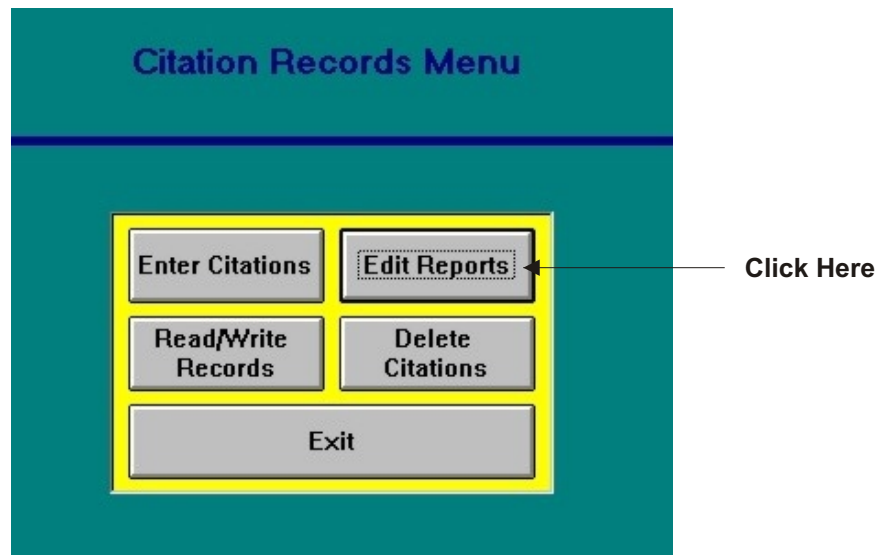 Citation Records Menu
Enter Citations
Edit Reports
Click Here
Read/Write
Records
Delete
Citations
Exit